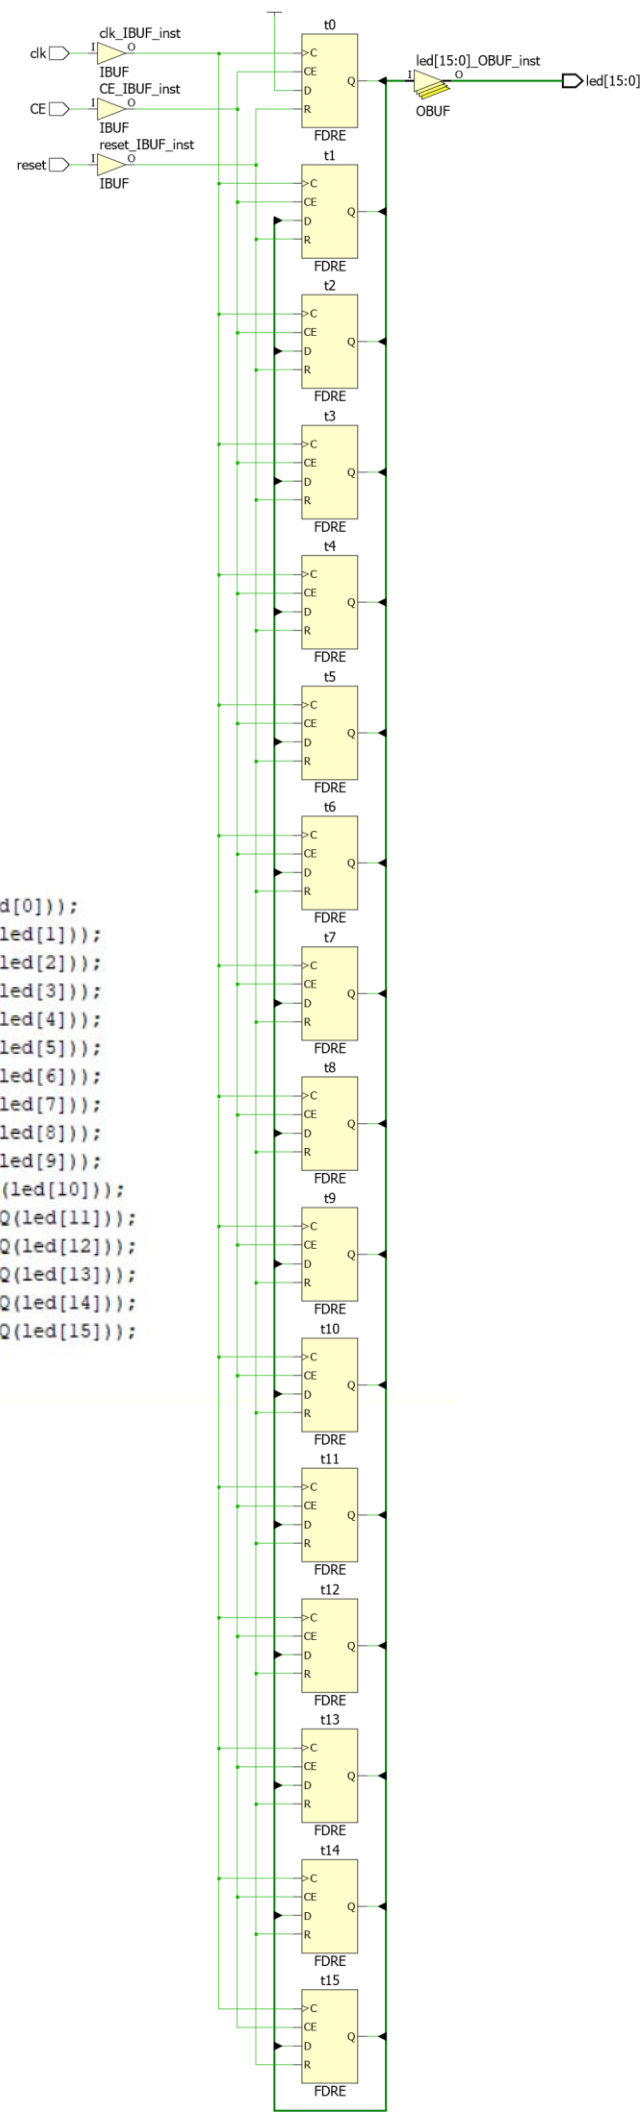 clk
I
clk_IBUF_inst
O
IBUF
CE
I
CE_IBUF_inst
O
IBUF
reset
I
reset_IBUF_inst
O
IBUF
t0
C
CE
D
R
Q
FDRE
led[15:0]_OBUF_inst
I
O
OBUF
led[15:0]
t1
C
CE
D
R
Q
FDRE
t2
C
CE
D
R
Q
FDRE
t3
C
CE
D
R
Q
FDRE
t4
C
CE
D
R
Q
FDRE
t5
C
CE
D
R
Q
FDRE
t6
C
CE
D
R
Q
FDRE
t7
C
CE
D
R
Q
FDRE
t8
C
CE
D
R
Q
FDRE
t9
C
CE
D
R
Q
FDRE
t10
C
CE
D
R
Q
FDRE
t11
C
CE
D
R
Q
FDRE
t12
C
CE
D
R
Q
FDRE
t13
C
CE
D
R
Q
FDRE
t14
C
CE
D
R
Q
FDRE
t15
C
CE
D
R
Q
FDRE
d[0]));
led[1]));
led[2]));
led[3]));
led[4]));
led[5]));
led[6]));
led[7]));
led[8]));
led[9]));
(led[10]));
Q(led[11]));
Q(led[12]));
Q(led[13]));
Q(led[14]));
Q(led[15]));